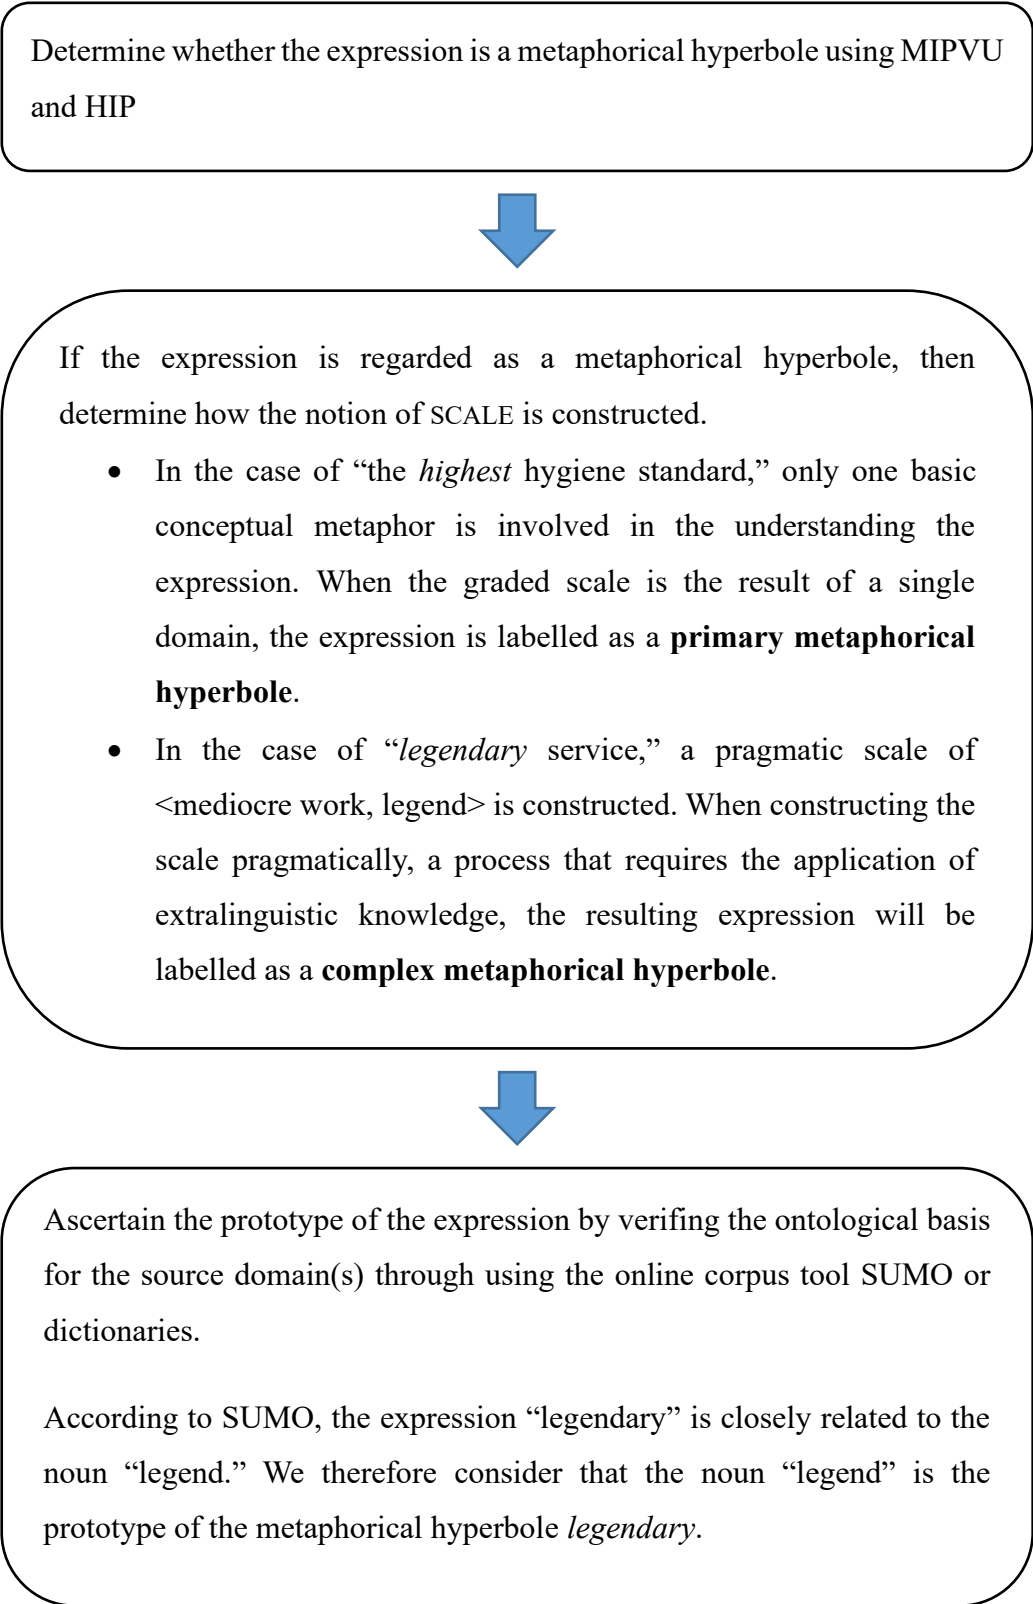 Determine whether the expression is a metaphorical hyperbole using MIPVU
and HIP
If the expression is regarded as a metaphorical hyperbole, then
determine how the notion of SCALE is constructed.
• In the case of “the highest hygiene standard,” only one basic
conceptual metaphor is involved in the understanding the
expression. When the graded scale is the result of a single
domain, the expression is labelled as a primary metaphorical
hyperbole.
• In the case of “legendary service,” a pragmatic scale of
<mediocre work, legend> is constructed. When constructing the
scale pragmatically, a process that requires the application of
extralinguistic knowledge, the resulting expression will be
labelled as a complex metaphorical hyperbole.
Ascertain the prototype of the expression by verifing the ontological basis
for the source domain(s) through using the online corpus tool SUMO or
dictionaries.
According to SUMO, the expression “legendary” is closely related to the
noun “legend.” We therefore consider that the noun “legend” is the
prototype of the metaphorical hyperbole legendary.